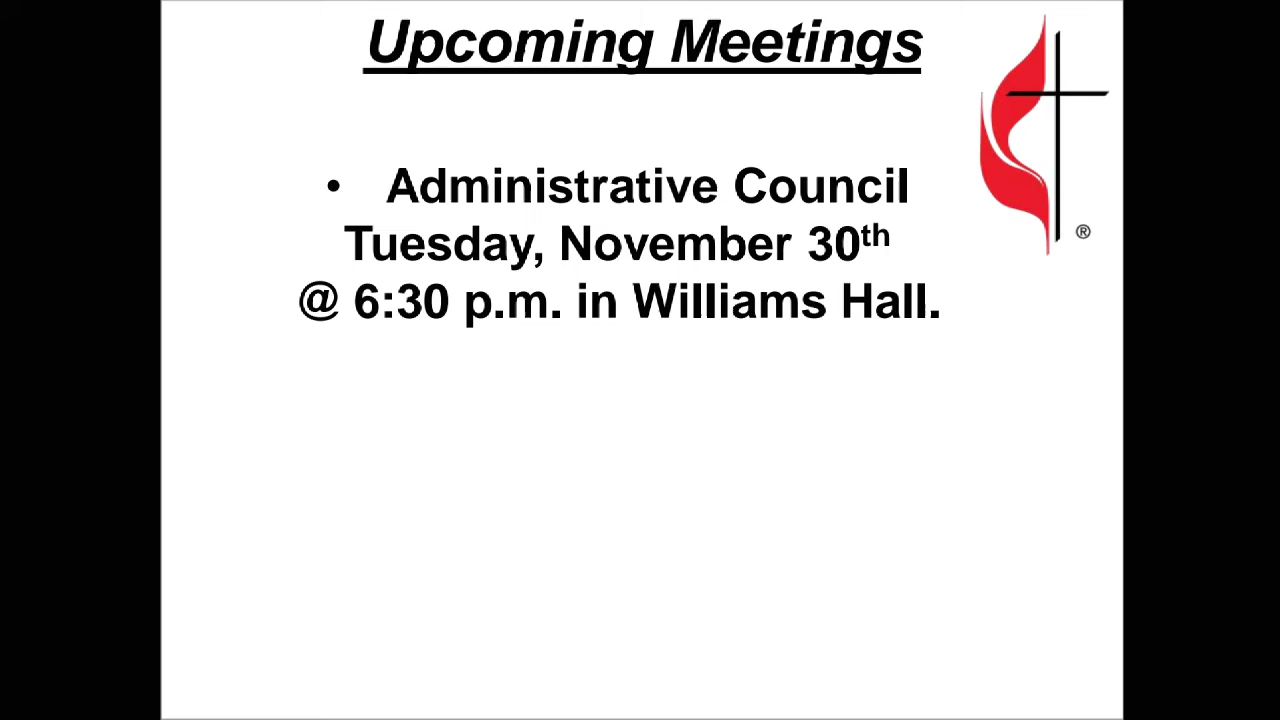 Upcoming Meetings
• Administrative Council
Tuesday, November 30th
@ 6:30 p.m. in Williams Hall.
®